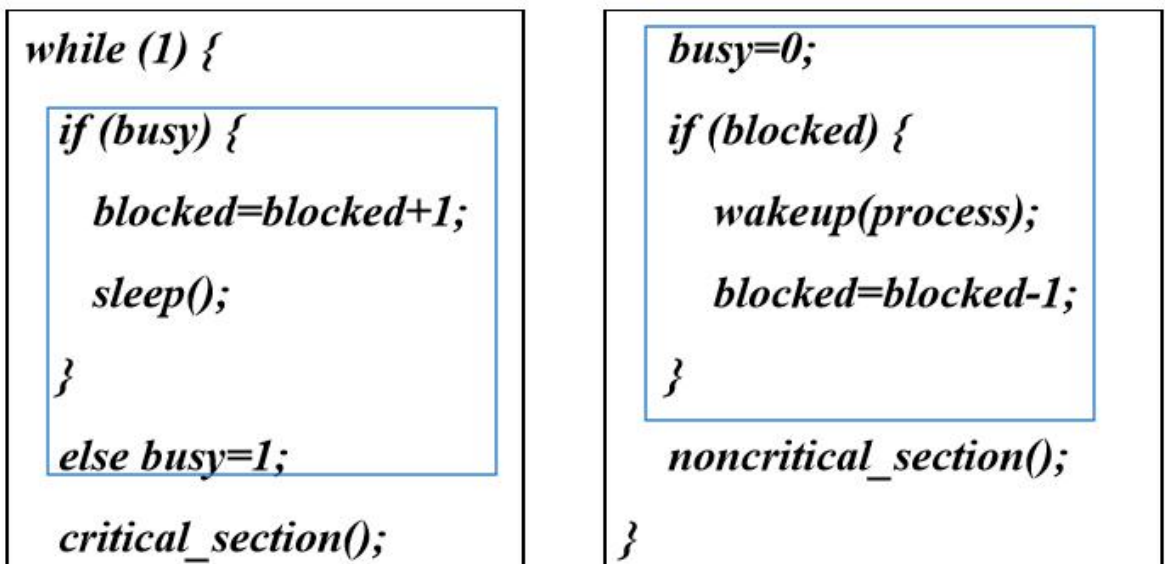 while (1) {
if (busy) {
blocked=blocked+1;
sleep();
}
else busy=1;
critical_section();
busy=0;
if (blocked) {
wakeup(process);
blocked=blocked-1;
}
noncritical_section();
}